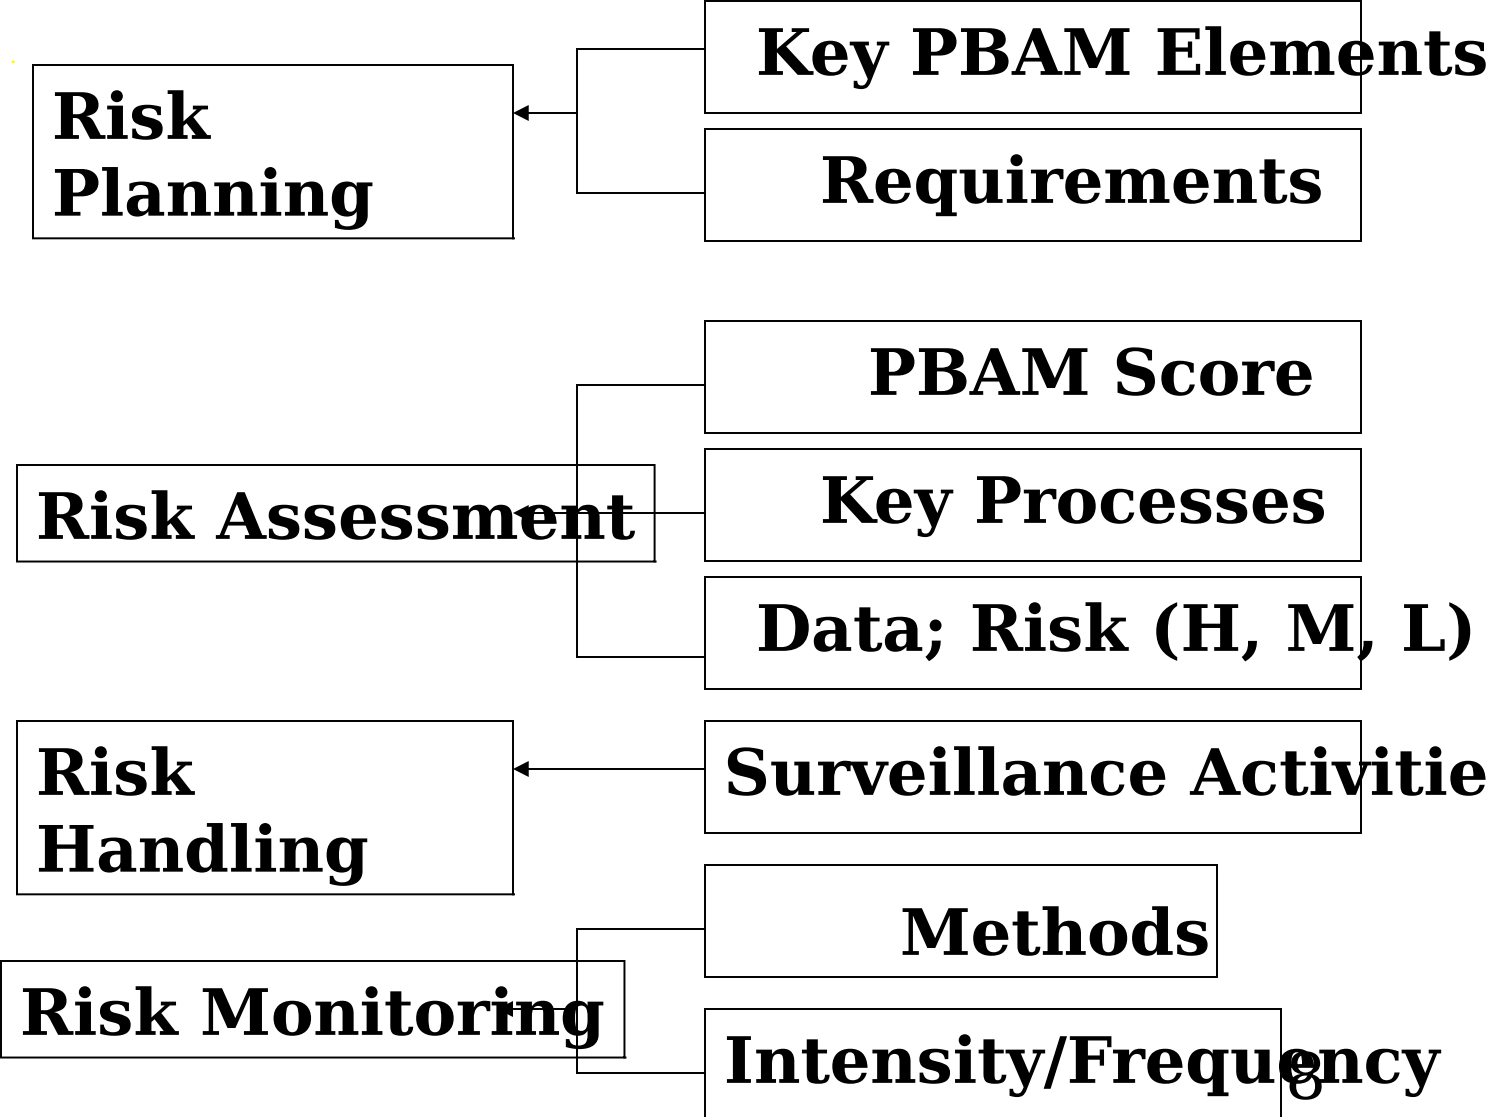 Key PBAM Elements
Risk
Planning
Requirements
PBAM Score
Risk Assessment
Key Processes
Data; Risk (H, M, L)
Risk
Handling
Surveillance Activitie
Methods
Risk Monitoring
Intensity/Frequency
8